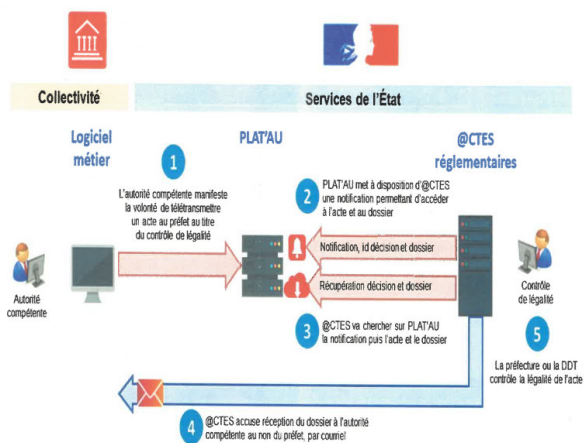 Collectivité
Services de l'État
Logiciel
métier
PLAT'AU
@CTES
réglementaires
1
L'autorité compétente manifeste
la volonté de télétransmettre
un acte au préfet au titre
du contrôle de légalité
2
PLAT'AU met à disposition d'@CTES
une notification permettant d'accéder
à l'acte et au dossier
Autorité
compétente
Notification, id décision et dossier
Récupération décision et dossier
Contrôle
de légalité
3
@CTES va chercher sur PLAT'AU
la notification puis l'acte et le dossier
5
La préfecture ou la DDT
contrôle la légalité de l'acte
4
@CTES accuse réception du dossier à l'autorité
compétente au non du préfet, par courriel